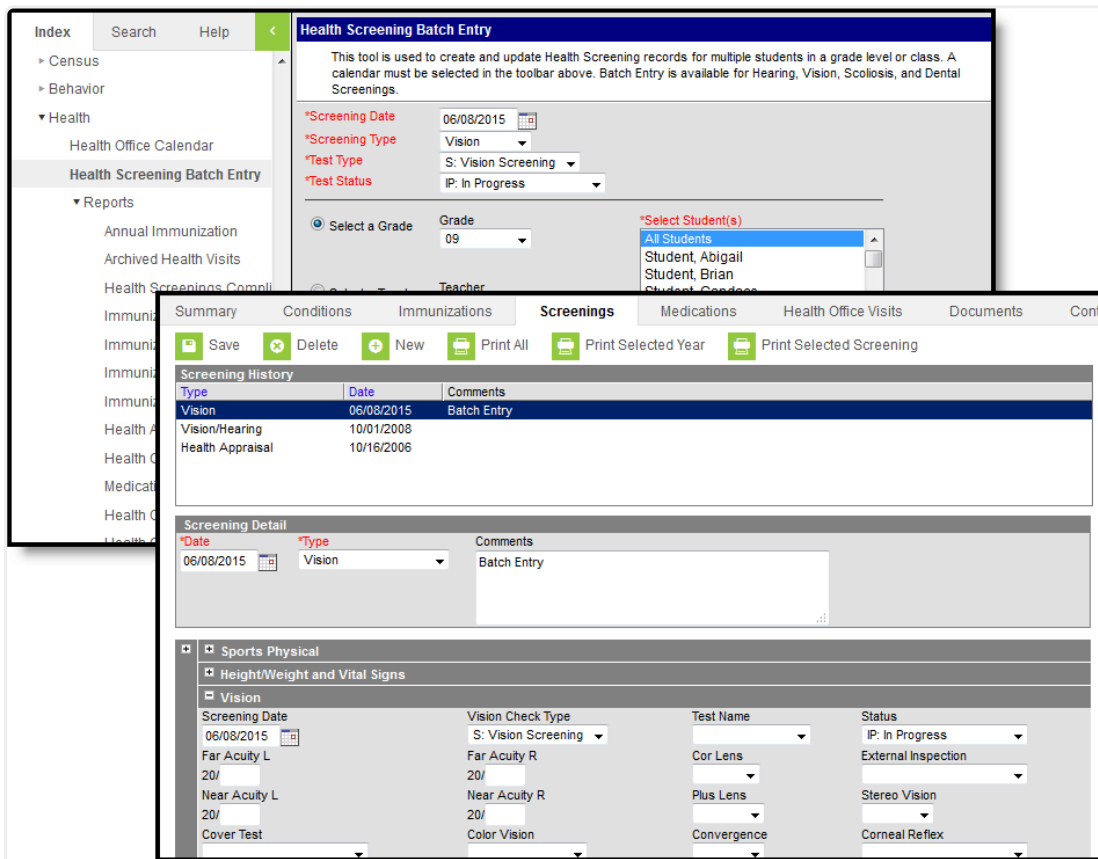 Index Search Help
Census
Behavior
Health
Health Office Calendar
Health Screening Batch Entry
Reports
Annual Immunization
Archived Health Visits
Health Screenings Compli
Health Screening Batch Entry
This tool is used to create and update Health Screening records for multiple students in a grade level or class. A
calendar must be selected in the toolbar above. Batch Entry is available for Hearing, Vision, Scoliosis, and Dental
Screenings.
*Screening Date 06/08/2015
*Screening Type Vision
*Test Type S: Vision Screening
*Test Status IP: In Progress
Select a Grade Grade *Select Student(s)
09 All Students
Student, Abigail
Student, Brian
Teacher
Summary Conditions Immunizations Screenings Medications Health Office Visits Documents
Save Delete New Print All Print Selected Year Print Selected Screening
Screening History
Type Date Comments
Vision 06/08/2015 Batch Entry
Vision/Hearing 10/01/2008
Health Appraisal 10/16/2006
Screening Detail
*Date *Type Comments
06/08/2015 Vision Batch Entry
Sports Physical
Height/Weight and Vital Signs
Vision
Screening Date Vision Check Type Test Name Status
06/08/2015 S: Vision Screening IP: In Progress
Far Acuity L Far Acuity R Cor Lens External Inspection
20/ 20/
Near Acuity L Near Acuity R Plus Lens Stereo Vision
20/ 20/
Cover Test Color Vision Convergence Corneal Reflex